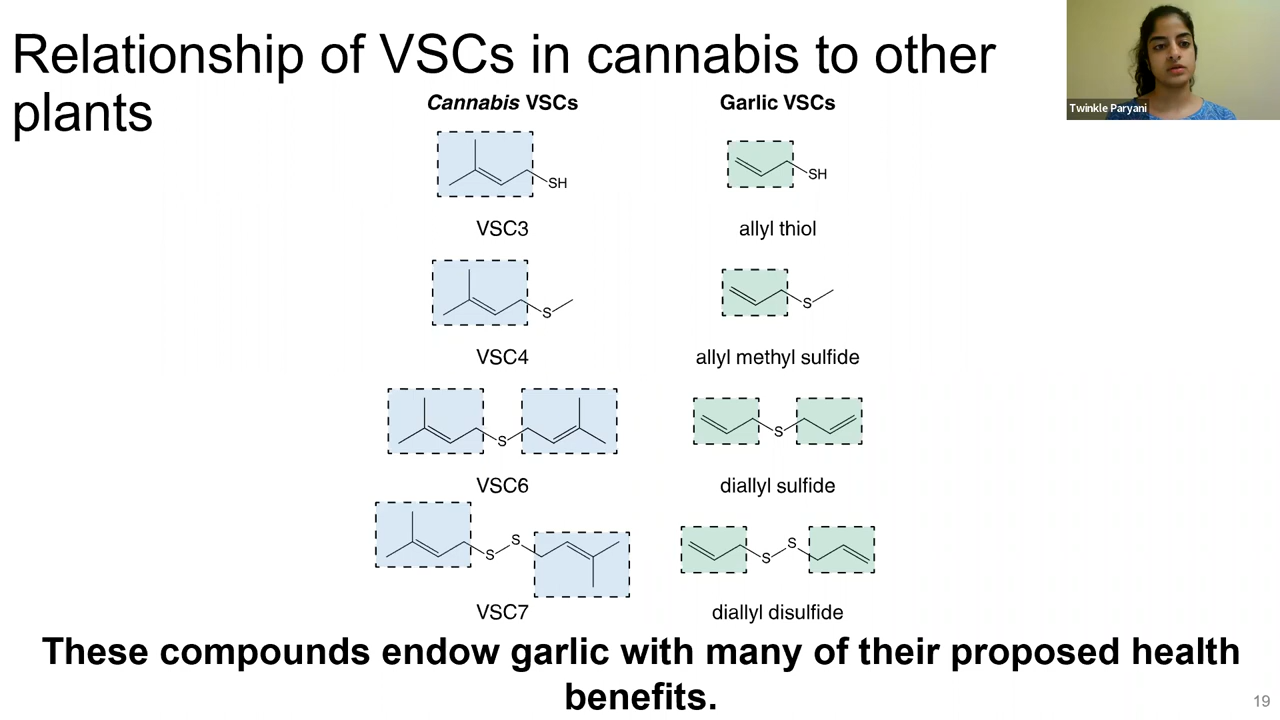 Relationship of VSCs in cannabis to other
plants
Twinkle Paryani
Cannabis VSCs Garlic VSCs
SH SH
VSC3 allyl thiol
S S
VSC4 allyl methyl sulfide
S S
VSC6 diallyl sulfide
S S S S
VSC7 diallyl disulfide
These compounds endow garlic with many of their proposed health
benefits.
19